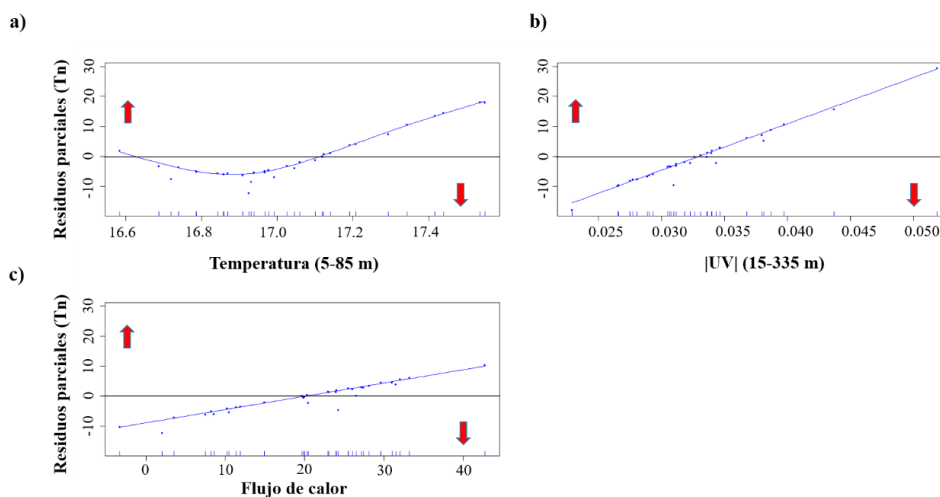 a)
b)
Residuos parciales (Tn)
30
20
10
0
-10
16.6 16.8 17.0 17.2 17.4
Temperatura (5-85 m)
30
20
10
0
-10
0.025 0.030 0.035 0.040 0.045 0.050
|UV| (15-335 m)
c)
Residuos parciales (Tn)
30
20
10
0
-10
0 10 20 30 40
Flujo de calor